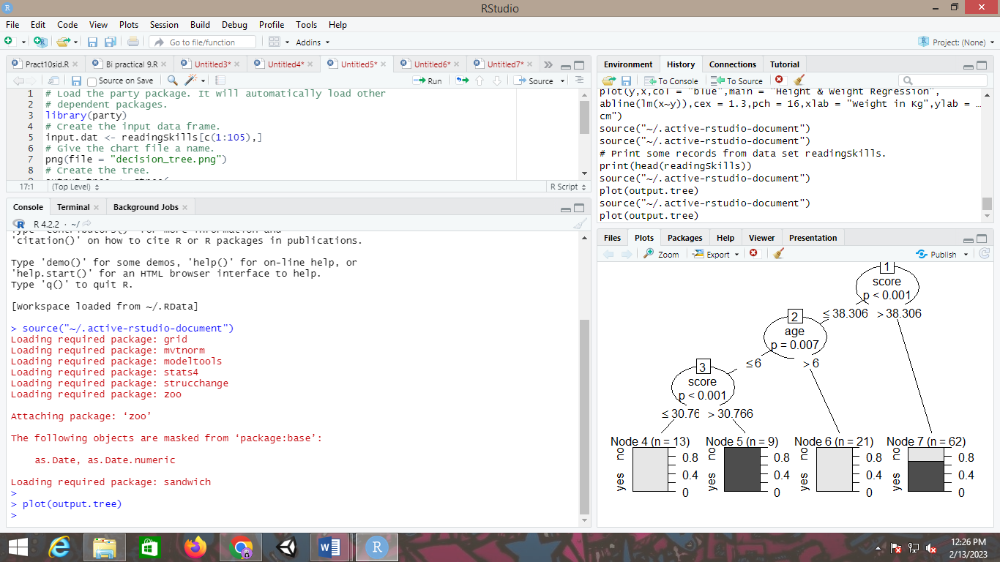 RStudio
File Edit Code View Plots Session Build Debug Profile Tools Help
Go to file/function Addins Project: (None)
Pract10sid.R Bi practical 9.R Untitled3* Untitled4* Untitled5* Untitled6* Untitled7*
Source on Save Run Source
1 # Load the party package. It will automatically load other
2 # dependent packages.
3 library(party)
4 # Create the input data frame.
5 input.dat <- readingSkills[c(1:105),]
6 # Give the chart file a name.
7 png(file = "decision_tree.png")
8 # Create the tree.
17:1 (Top Level) R Script
Console Terminal Background Jobs
R 4.2.2 · ~/
Type 'contributors()' for more information and
'citation()' on how to cite R or R packages in publications.
Type 'demo()' for some demos, 'help()' for on-line help, or
'help.start()' for an HTML browser interface to help.
Type 'q()' to quit R.
[Workspace loaded from ~/.RData]
> source("~/.active-rstudio-document")
Loading required package: grid
Loading required package: mvtnorm
Loading required package: modeltools
Loading required package: stats4
Loading required package: strucchange
Loading required package: zoo
Attaching package: ‘zoo’
The following objects are masked from ‘package:base’:
as.Date, as.Date.numeric
Loading required package: sandwich
>
> plot(output.tree)
>
Environment History Connections Tutorial
To Console To Source
plot(y,x,col = "blue",main = "Height & Weight Regression",
abline(lm(x~y)),cex = 1.3,pch = 16,xlab = "Weight in Kg",ylab = …
cm")
source("~/.active-rstudio-document")
source("~/.active-rstudio-document")
# Print some records from data set readingSkills.
print(head(readingSkills))
source("~/.active-rstudio-document")
plot(output.tree)
source("~/.active-rstudio-document")
plot(output.tree)
Files Plots Packages Help Viewer Presentation
Zoom Export Publish
1
score
p < 0.001
≤ 38.306 > 38.306
2
age
p = 0.007
≤ 6 > 6
3
score
p < 0.001
≤ 30.76 > 30.766
Node 4 (n = 13) Node 5 (n = 9) Node 6 (n = 21) Node 7 (n = 62)
no 0.8 no 0.8 no 0.8 no 0.8
yes 0.4 yes 0.4 yes 0.4 yes 0.4
0 0 0 0
12:26 PM
2/13/2023